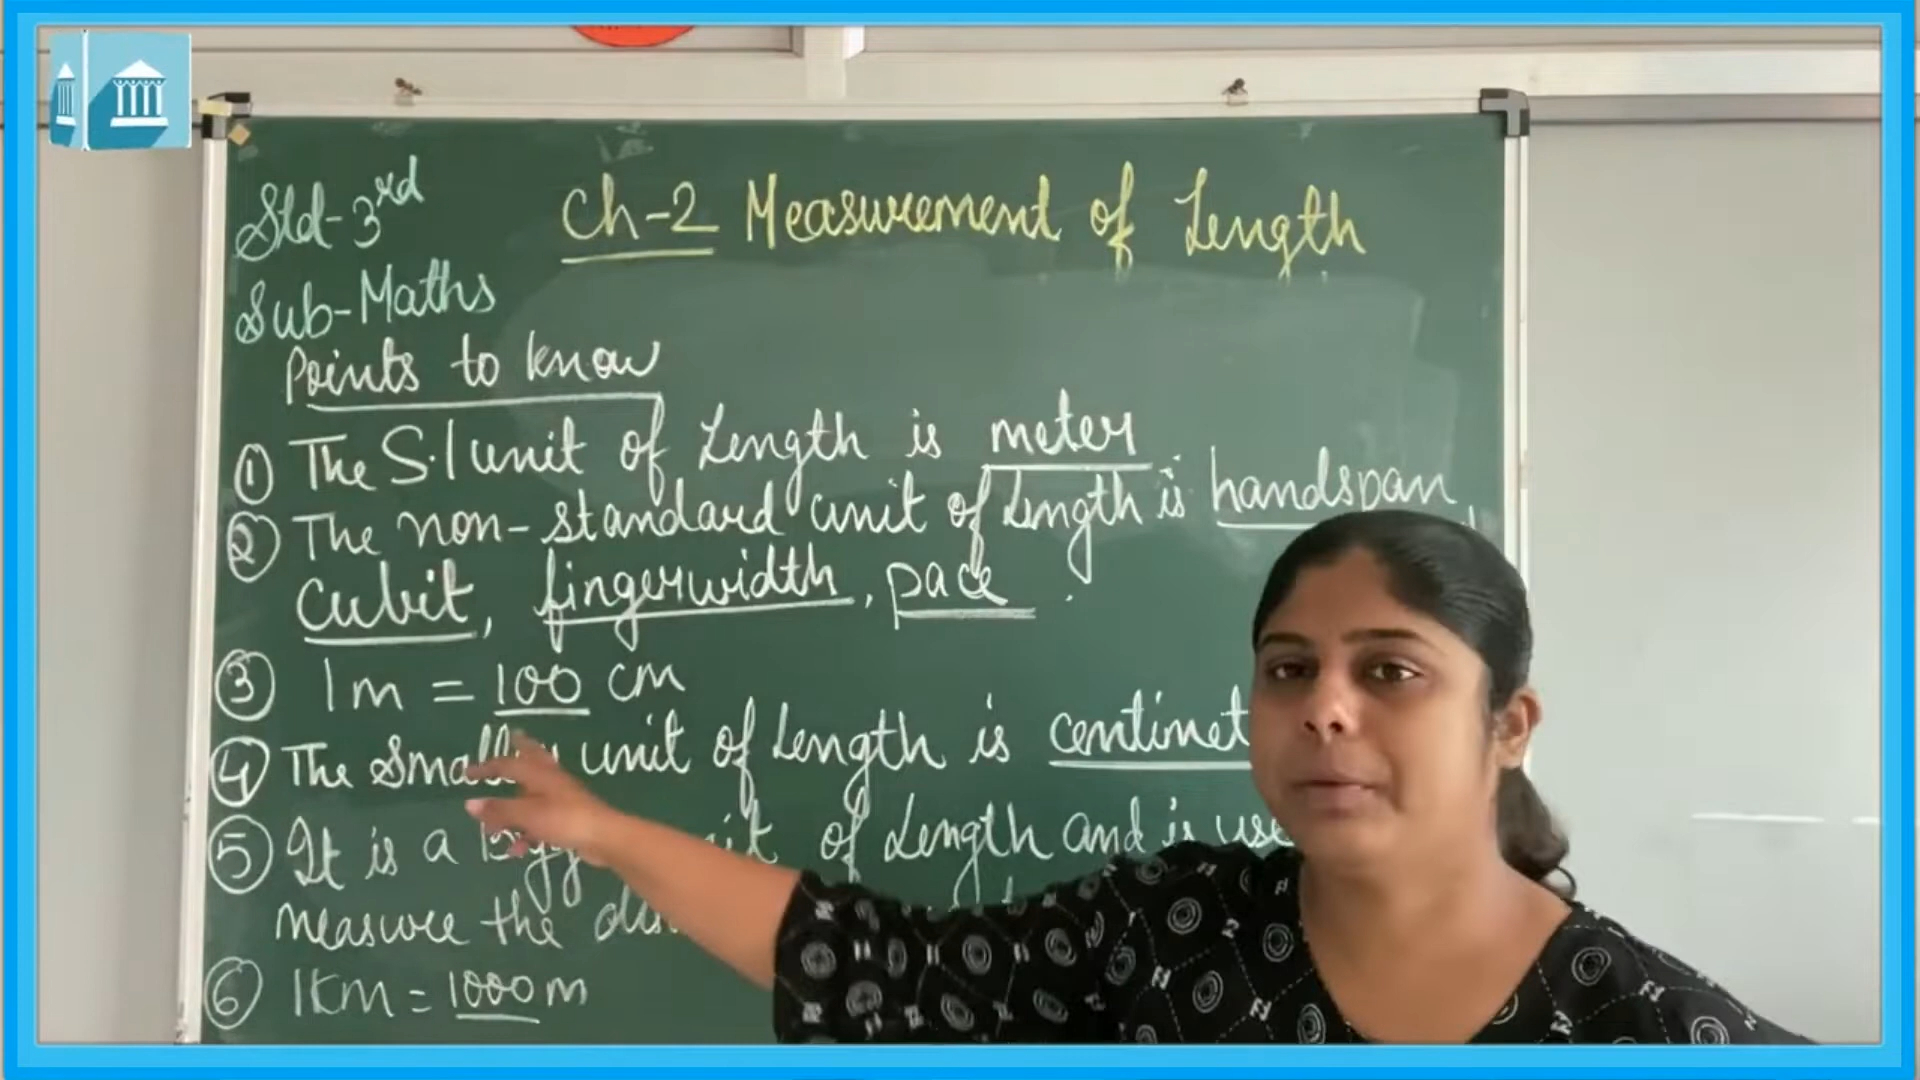 Std-3rd
Ch-2 Measurement of Length
Sub-Maths
Points to know
① The S.I unit of Length is meter
② The non-standard unit of Length is handspan,
Cubit, fingerwidth, pace.
③ 1m = 100 cm
④ The unit of Length is
⑤ It is a of Length and is
measure the
⑥ 1km = 1000m